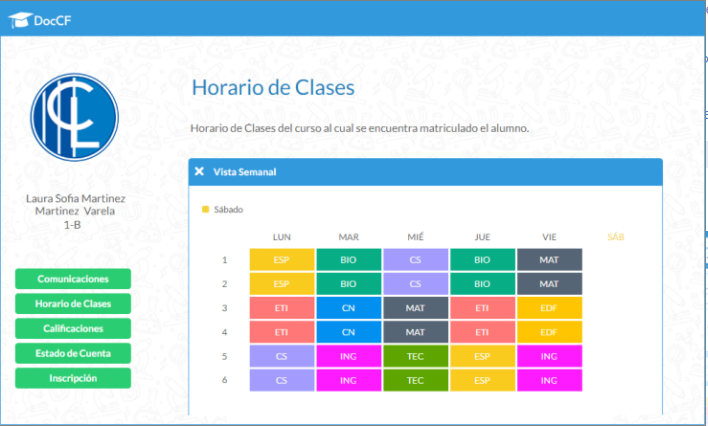 DocCF
Horario de Clases
Horario de Clases del curso al cual se encuentra matriculado el alumno.
Laura Sofia Martinez
Martinez Varela
1-B
Comunicaciones
Horario de Clases
Calificaciones
Estado de Cuenta
Inscripción
Vista Semanal
Sábado
LUN MAR MIÉ JUE VIE SÁB
1 ESP BIO CS BIO MAT
2 ESP BIO CS BIO MAT
3 ETI CN MAT ETI EDF
4 ETI CN MAT ETI EDF
5 CS ING TEC ESP ING
6 CS ING TEC ESP ING